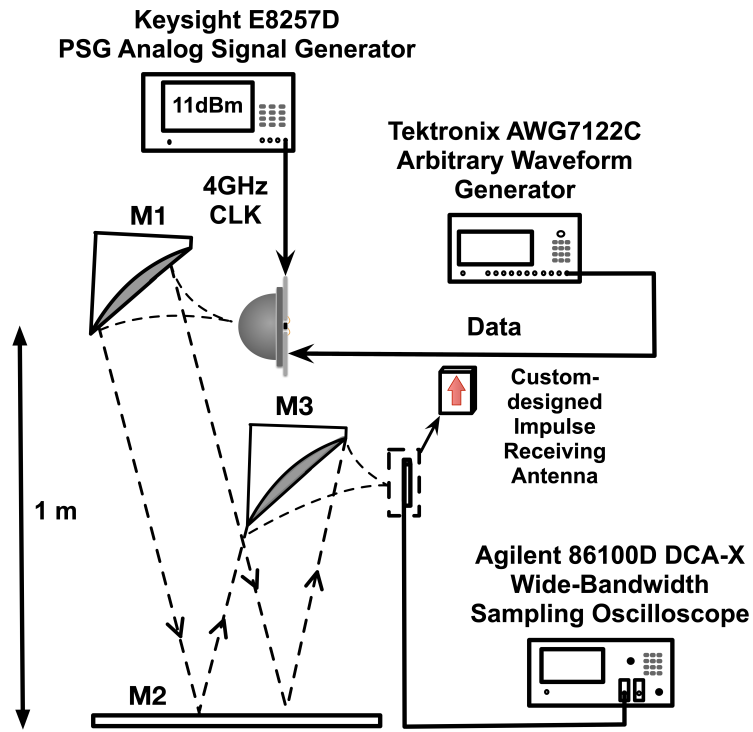 Keysight E8257D
PSG Analog Signal Generator
11dBm
Tektronix AWG7122C
Arbitrary Waveform
Generator
4GHz
CLK
M1
Data
Custom-
designed
Impulse
Receiving
Antenna
M3
1 m
Agilent 86100D DCA-X
Wide-Bandwidth
Sampling Oscilloscope
M2